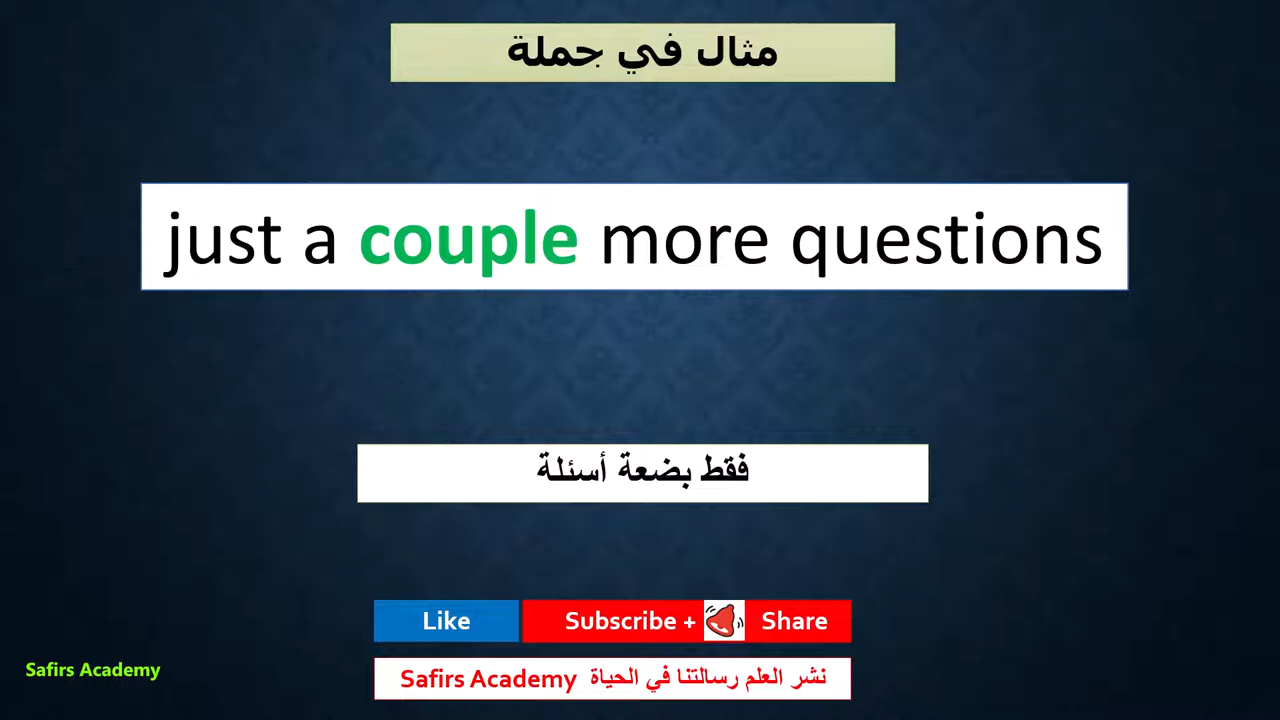 مثال في جملة
just a couple more questions
فقط بضعة أسئلة
Like Subscribe + Share
Safirs Academy
Safirs Academy نشر العلم رسالتنا في الحياة